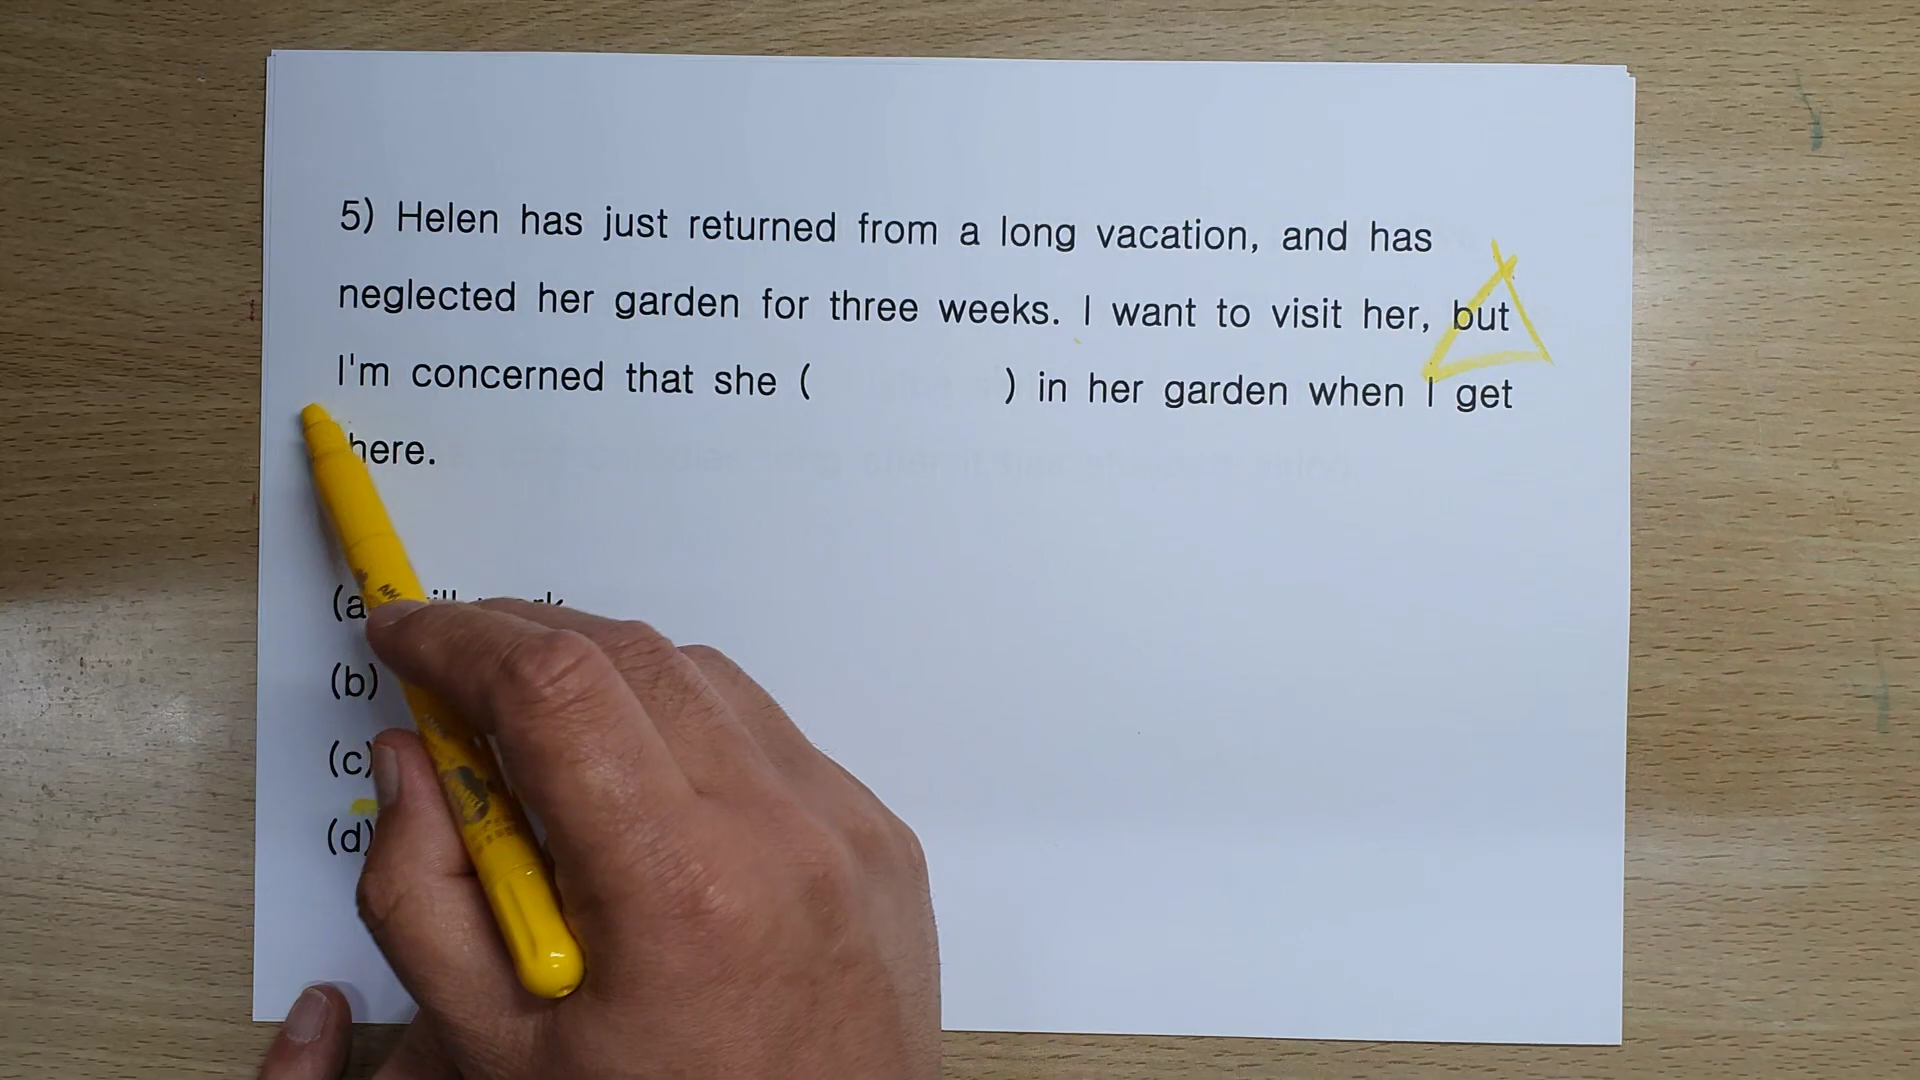 5) Helen has just returned from a long vacation, and has
neglected her garden for three weeks. I want to visit her, but
I'm concerned that she ( ) in her garden when I get
here.
(a)
(b)
(c)
(d)